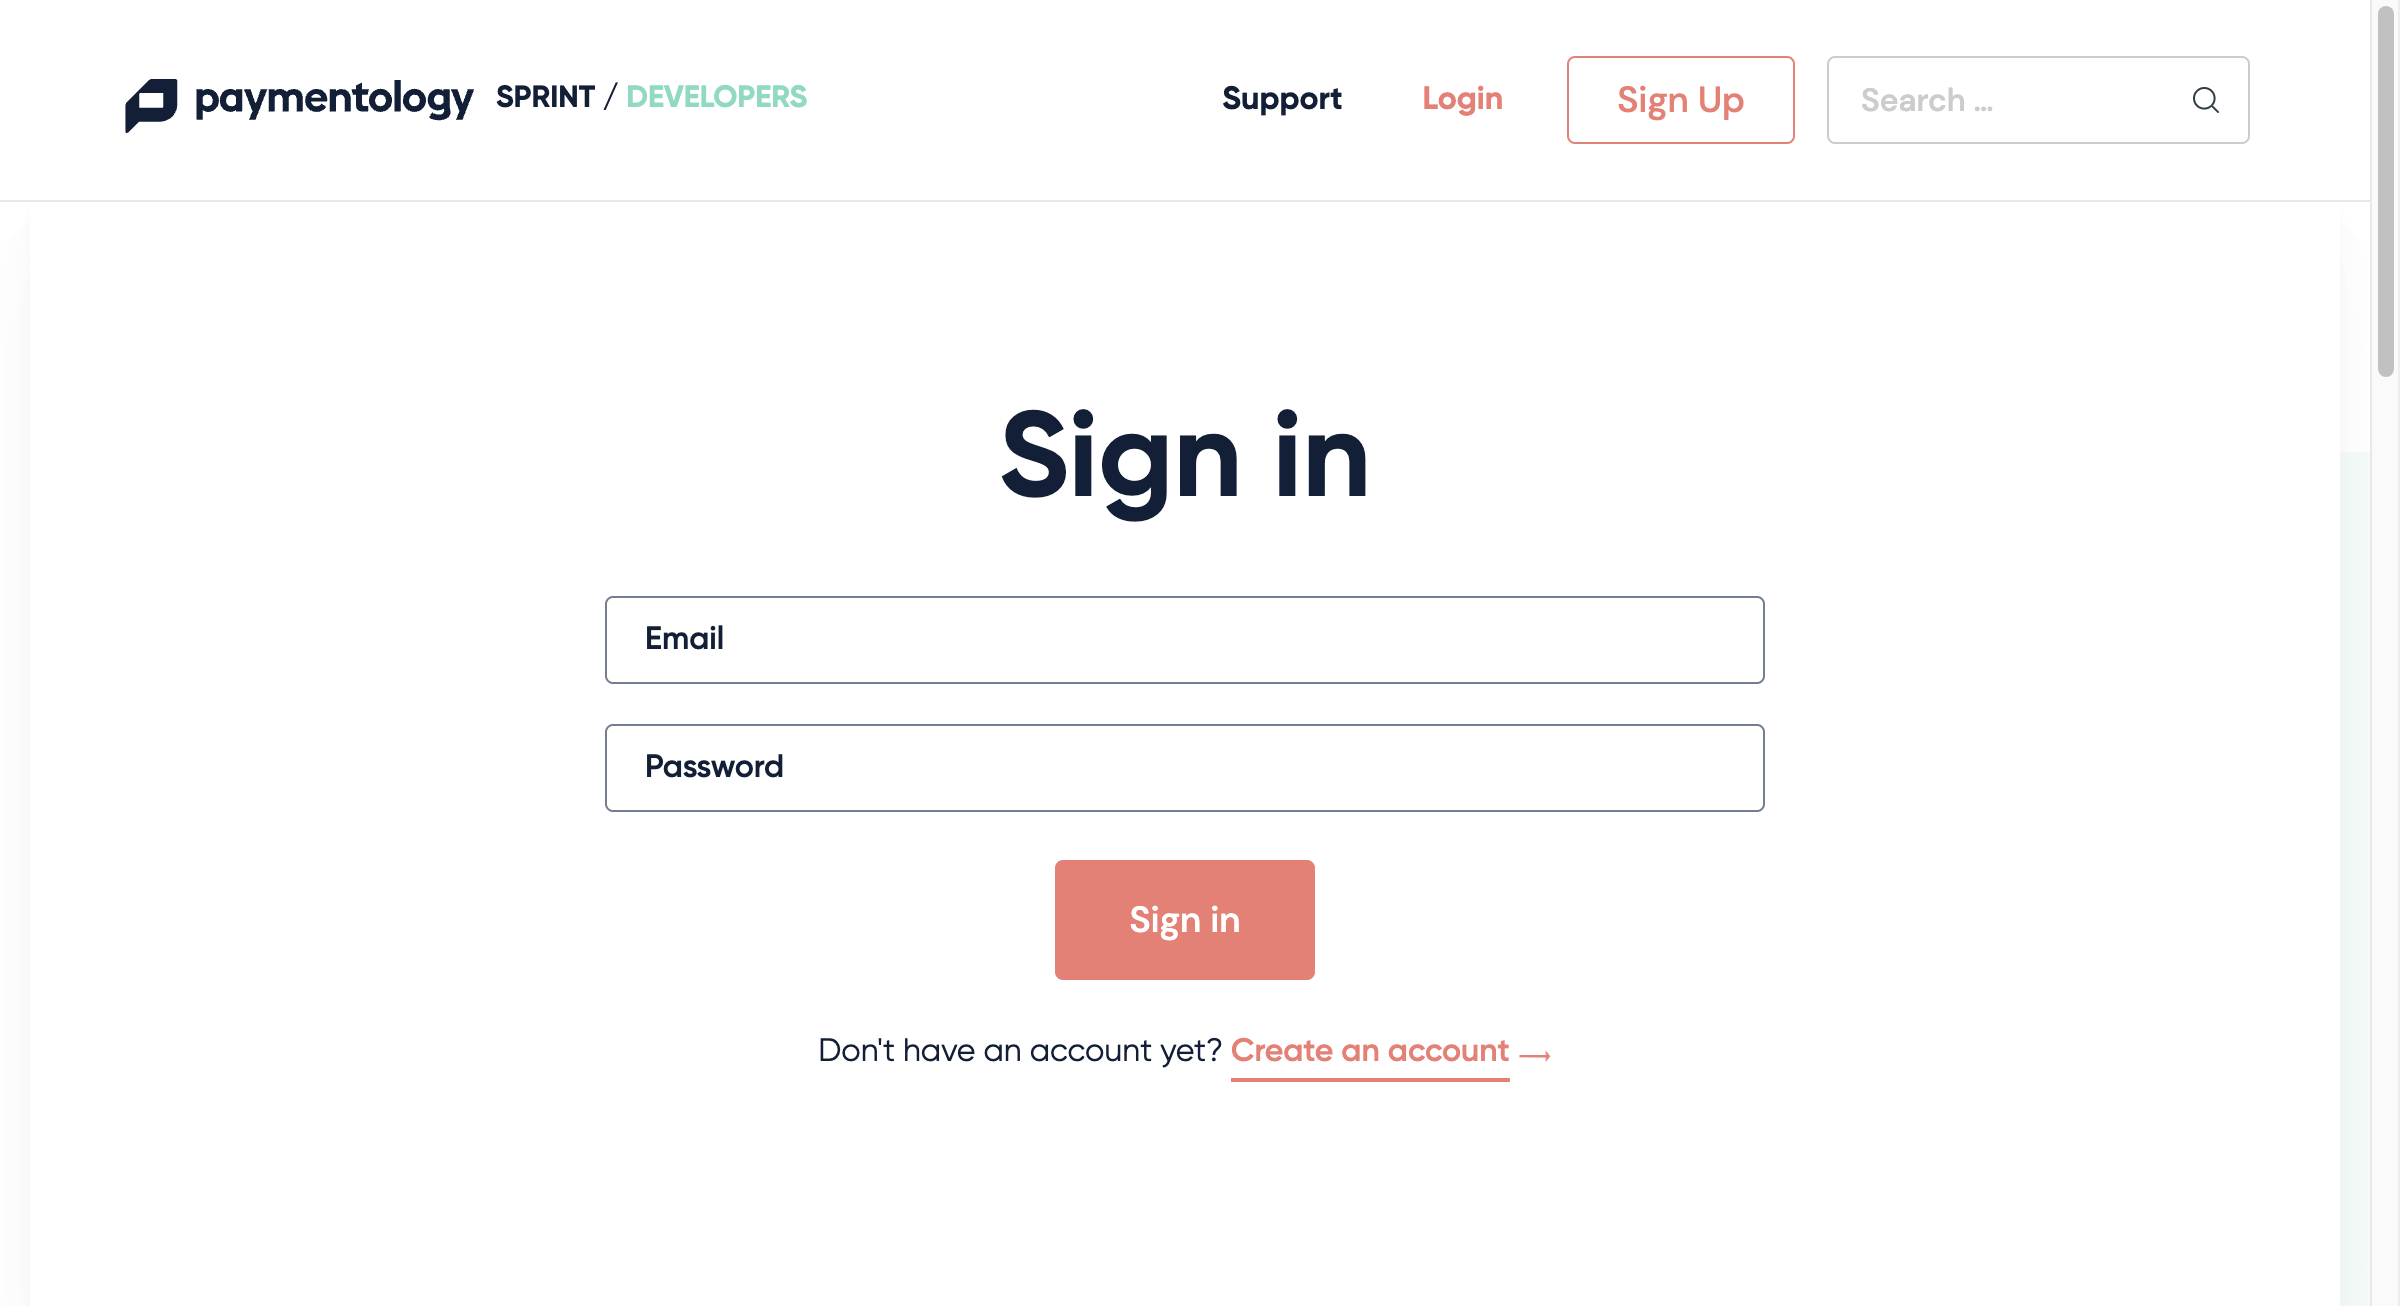 paymentology SPRINT / DEVELOPERS
Support Login Sign Up Search ...
Sign in
Email
Password
Sign in
Don't have an account yet? Create an account →